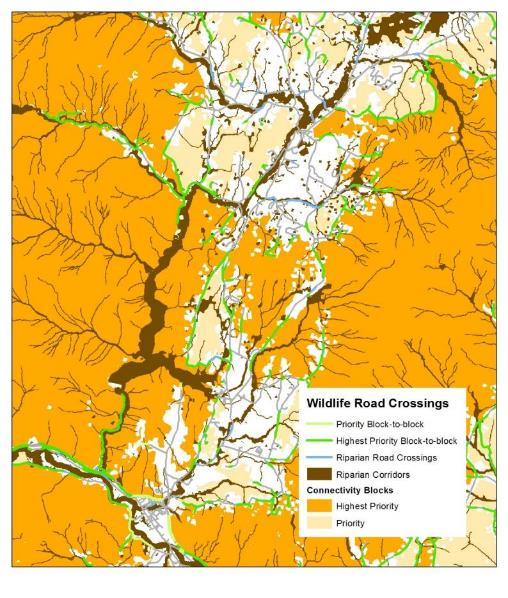 Wildlife Road Crossings
Priority Block-to-block
Highest Priority Block-to-block
Riparian Road Crossings
Riparian Corridors
Connectivity Blocks
Highest Priority
Priority